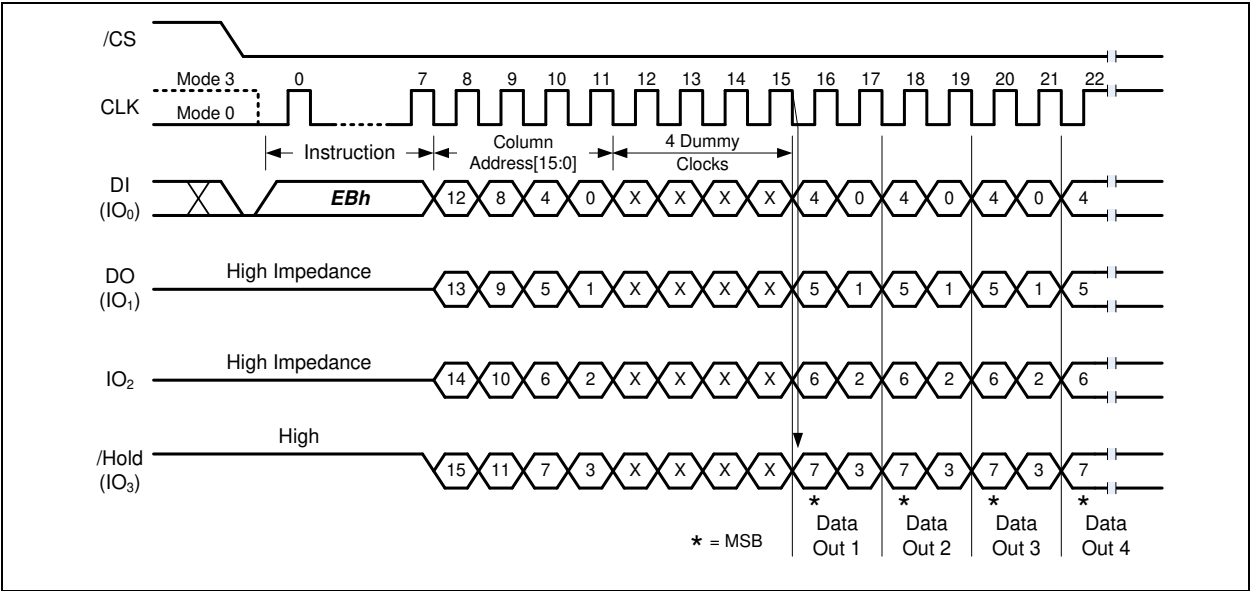 /CS
Mode 3 0 7 8 9 10 11 12 13 14 15 16 17 18 19 20 21 22
CLK
Mode 0
Instruction
Column
Address[15:0]
4 Dummy
Clocks
DI
(IO₀)
EBh 12 8 4 0 X X X X 4 0 4 0 4 0 4
DO
(IO₁)
High Impedance 13 9 5 1 X X X X 5 1 5 1 5 1 5
IO₂
High Impedance 14 10 6 2 X X X X 6 2 6 2 6 2 6
/Hold
(IO₃)
High 15 11 7 3 X X X X 7 3 7 3 7 3 7
* * * *
* = MSB
Data
Out 1
Data
Out 2
Data
Out 3
Data
Out 4